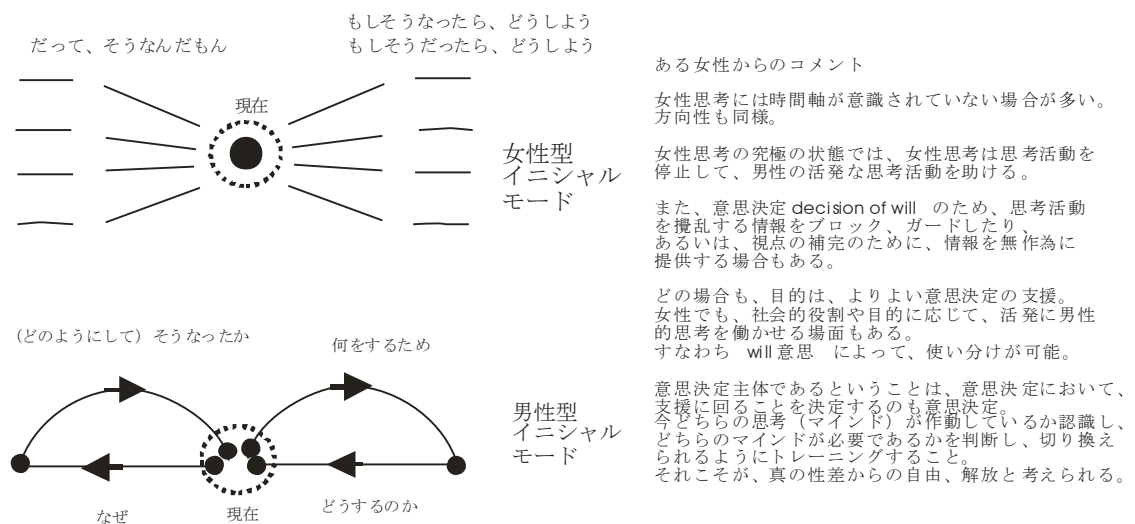 もしそうなったら、どうしよう
だって、そうなんだもん
もしそうだったら、どうしよう
現在
女性型
イニシャル
モード
(どのようにして) そうなったか
何をするため
男性型
イニシャル
モード
なぜ
現在
どうするのか
ある女性からのコメント
女性思考には時間軸が意識されていない場合が多い。
方向性も同様。
女性思考の究極の状態では、女性思考は思考活動を
停止して、男性の活発な思考活動を助ける。
また、意思決定 decision of will のため、思考活動
を攪乱する情報をブロック、ガードしたり、
あるいは、視点の補完のために、情報を無作為に
提供する場合もある。
どの場合も、目的は、よりよい意思決定の支援。
女性でも、社会的役割や目的に応じて、活発に男性
的思考を働かせる場面もある。
すなわち will 意思 によって、使い分けが可能。
意思決定主体であるということは、意思決定において、
支援に回ることを決定するのも意思決定。
今どちらの思考(マインド)が作動しているか認識し、
どちらのマインドが必要であるかを判断し、切り換え
られるようにトレーニングすること。
それこそが、真の性差からの自由、解放と考えられる。